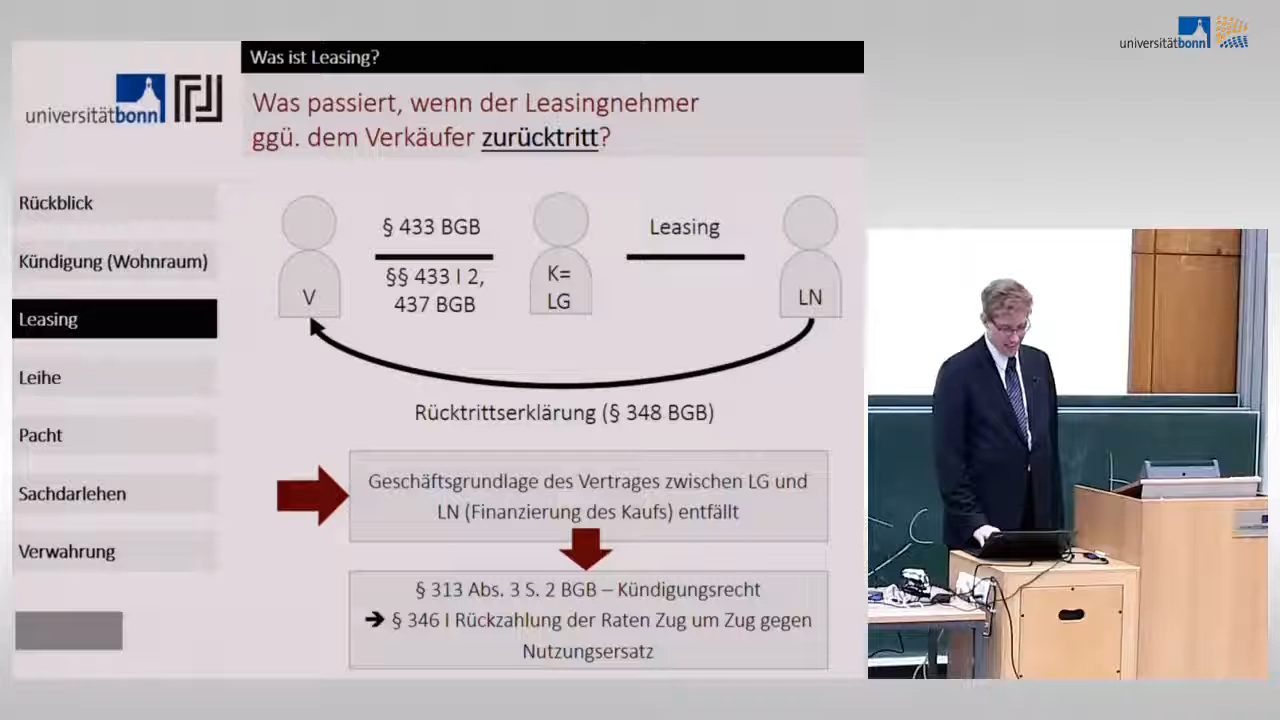 universitätbonn
Was ist Leasing?
universitätbonn
Was passiert, wenn der Leasingnehmer
ggü. dem Verkäufer zurücktritt?
Rückblick
Kündigung (Wohnraum)
Leasing
Leihe
Pacht
Sachdarlehen
Verwahrung
§ 433 BGB
§§ 433 I 2,
437 BGB
Leasing
V
K=
LG
LN
Rücktrittserklärung (§ 348 BGB)
Geschäftsgrundlage des Vertrages zwischen LG und
LN (Finanzierung des Kaufs) entfällt
§ 313 Abs. 3 S. 2 BGB – Kündigungsrecht
➔ § 346 I Rückzahlung der Raten Zug um Zug gegen
Nutzungsersatz